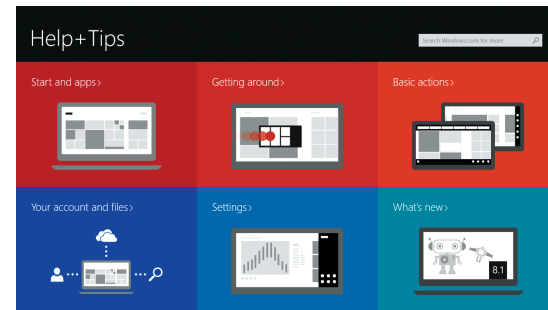 Help+Tips
Search Windows.com for more
Start and apps›
Getting around›
Basic actions›
Your account and files›
Settings›
What's new›
8.1